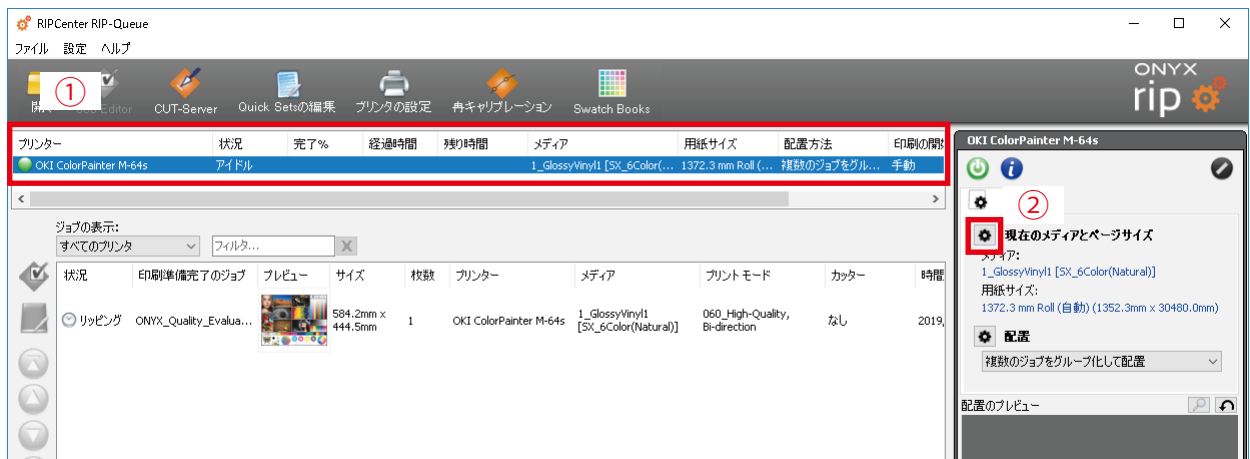 RIPCenter RIP-Queue
ファイル 設定 ヘルプ
①
CUT-Server Quick Setsの編集 プリンタの設定 再キャリブレーション Swatch Books
Editor
ONYX
rip
プリンター 状況 完了% 経過時間 残り時間 メディア 用紙サイズ 配置方法 印刷の開始
OKI ColorPainter M-64s アイドル 1_GlossyVinyl1 [SX_6Color(... 1372.3 mm Roll (... 複数のジョブをグル... 手動
ジョブの表示:
すべてのプリンタ フィルタ... X
状況 印刷準備完了のジョブ プレビュー サイズ 枚数 プリンター メディア プリントモード カッター 時間
リッピング ONYX_Quality_Evalua... 584.2mm x
444.5mm
1 OKI ColorPainter M-64s 1_GlossyVinyl1
[SX_6Color(Natural)]
060_High-Quality,
Bi-direction
なし 2019,
OKI ColorPainter M-64s
②
現在のメディアとページサイズ
メディア:
1_GlossyVinyl1 [SX_6Color(Natural)]
用紙サイズ:
1372.3 mm Roll (自動) (1352.3mm x 30480.0mm)
配置
複数のジョブをグループ化して配置
配置のプレビュー